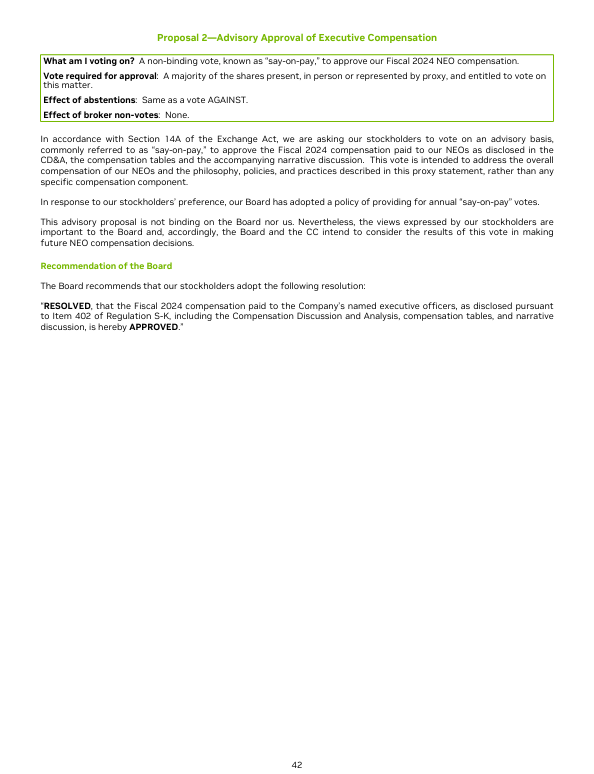 Proposal 2—Advisory Approval of Executive Compensation
What am I voting on? A non-binding vote, known as “say-on-pay,” to approve our Fiscal 2024 NEO compensation.
Vote required for approval: A majority of the shares present, in person or represented by proxy, and entitled to vote on
this matter.
Effect of abstentions: Same as a vote AGAINST.
Effect of broker non-votes: None.
In accordance with Section 14A of the Exchange Act, we are asking our stockholders to vote on an advisory basis,
commonly referred to as “say-on-pay,” to approve the Fiscal 2024 compensation paid to our NEOs as disclosed in the
CD&A, the compensation tables and the accompanying narrative discussion. This vote is intended to address the overall
compensation of our NEOs and the philosophy, policies, and practices described in this proxy statement, rather than any
specific compensation component.
In response to our stockholders’ preference, our Board has adopted a policy of providing for annual “say-on-pay” votes.
This advisory proposal is not binding on the Board nor us. Nevertheless, the views expressed by our stockholders are
important to the Board and, accordingly, the Board and the CC intend to consider the results of this vote in making
future NEO compensation decisions.
Recommendation of the Board
The Board recommends that our stockholders adopt the following resolution:
“RESOLVED, that the Fiscal 2024 compensation paid to the Company’s named executive officers, as disclosed pursuant
to Item 402 of Regulation S-K, including the Compensation Discussion and Analysis, compensation tables, and narrative
discussion, is hereby APPROVED.”
42